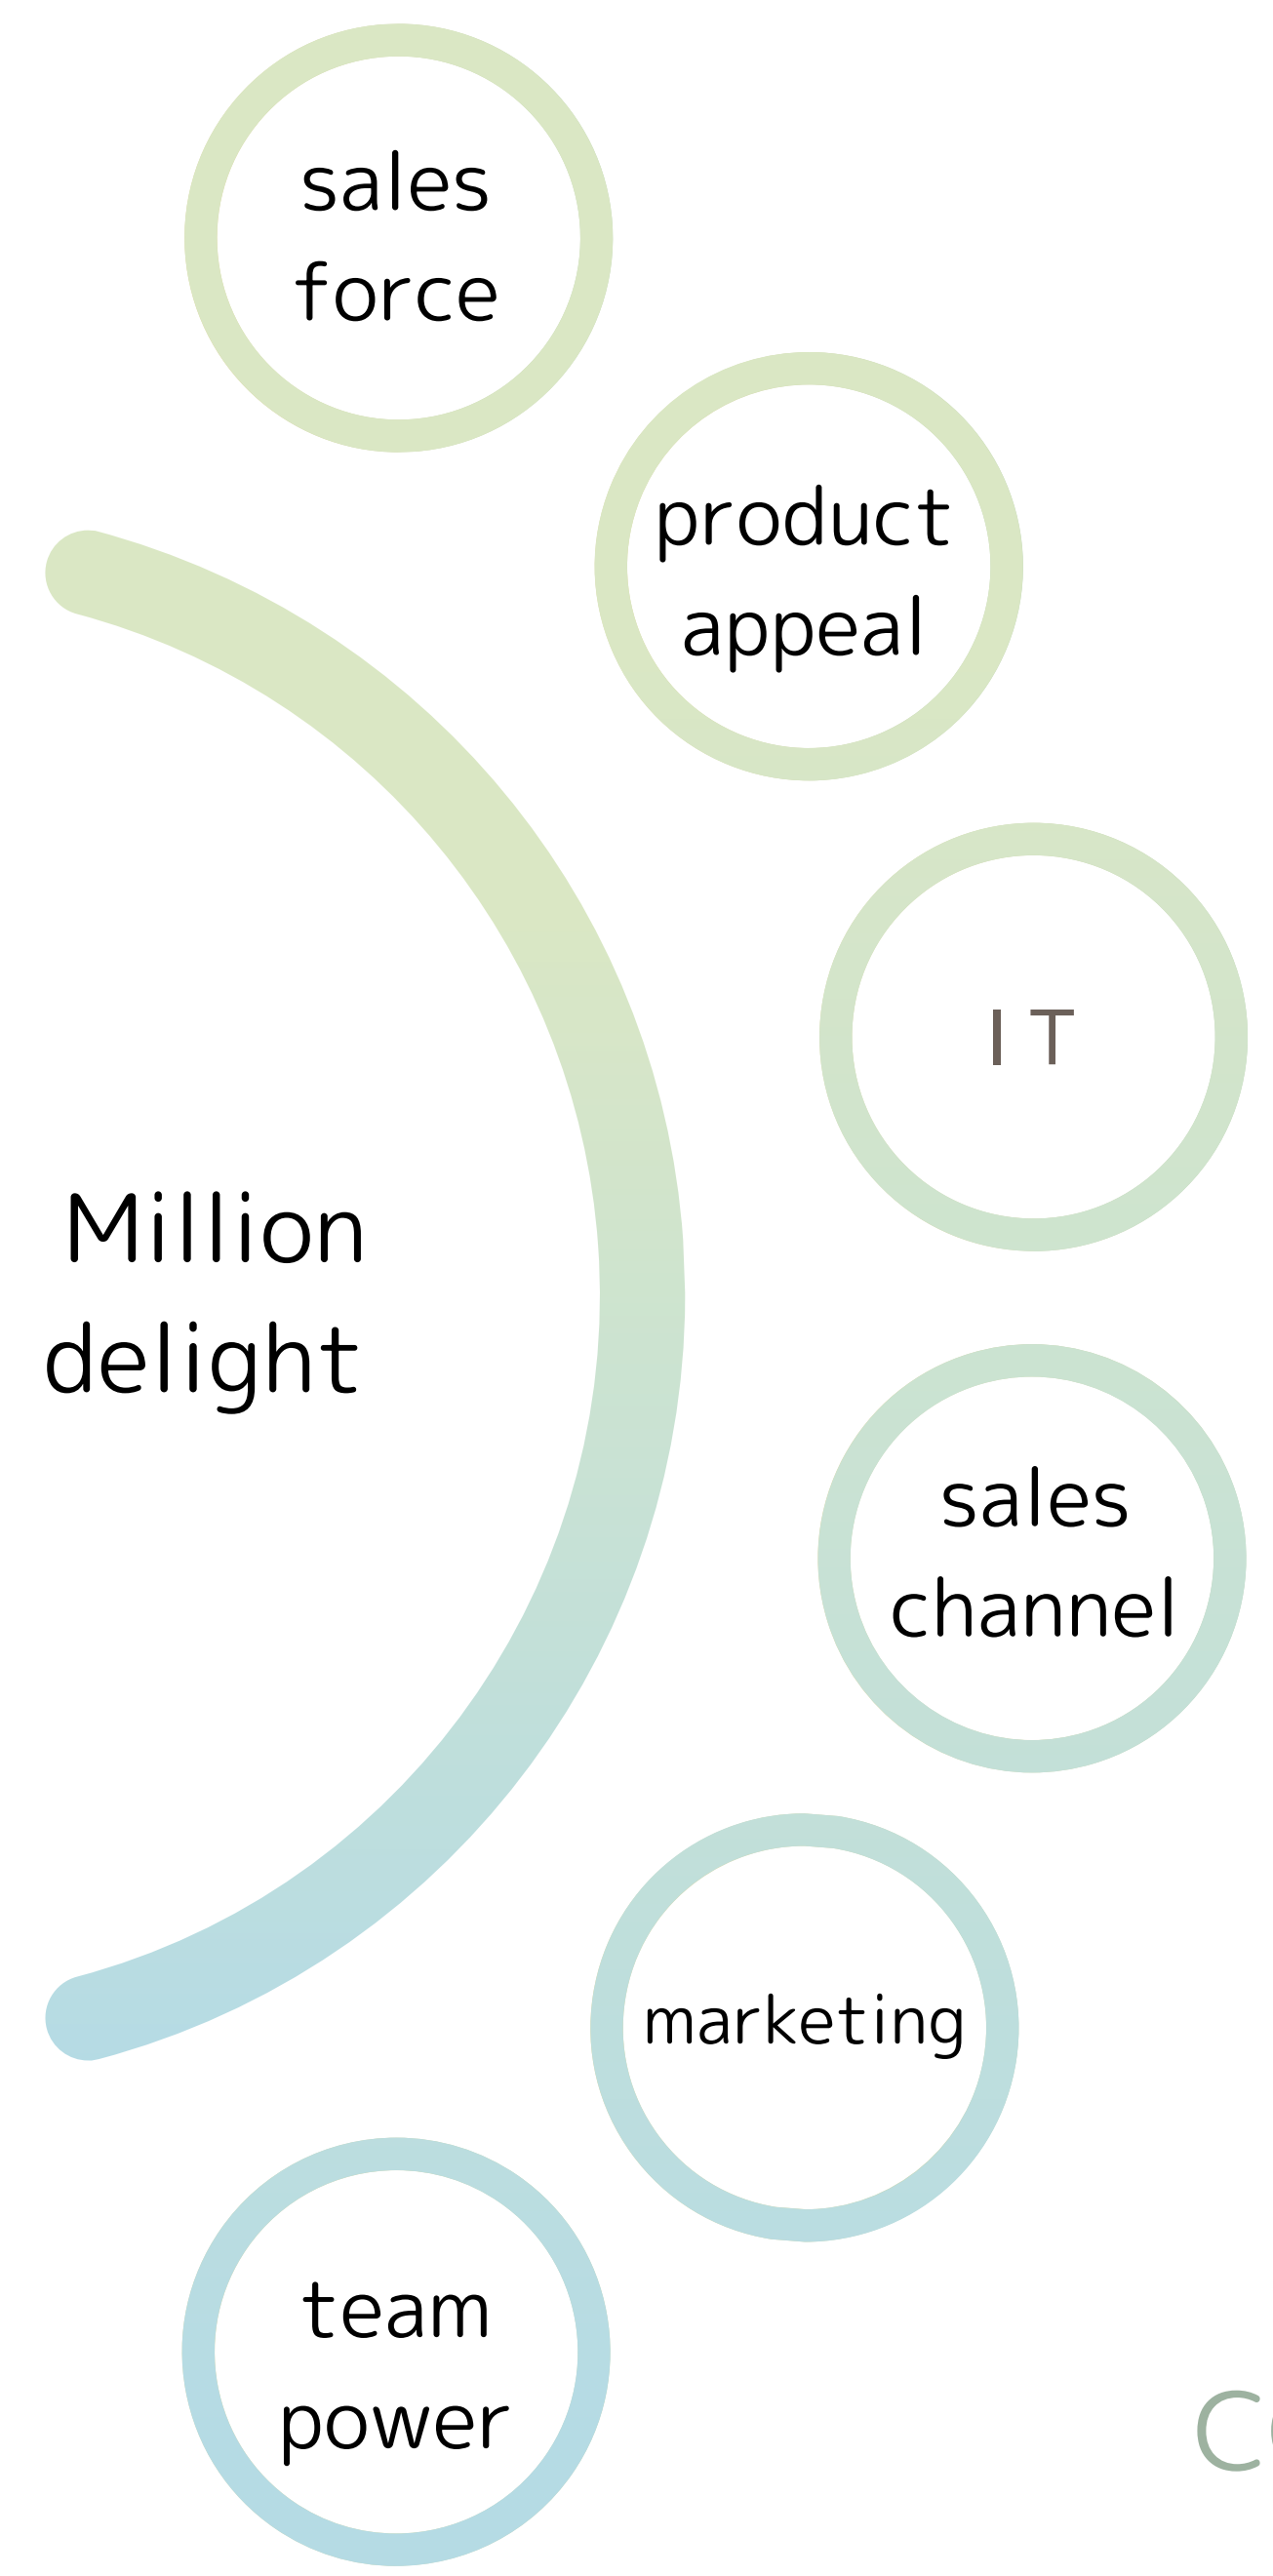 sales
force
product
appeal
IT
Million
delight
sales
channel
marketing
team
power